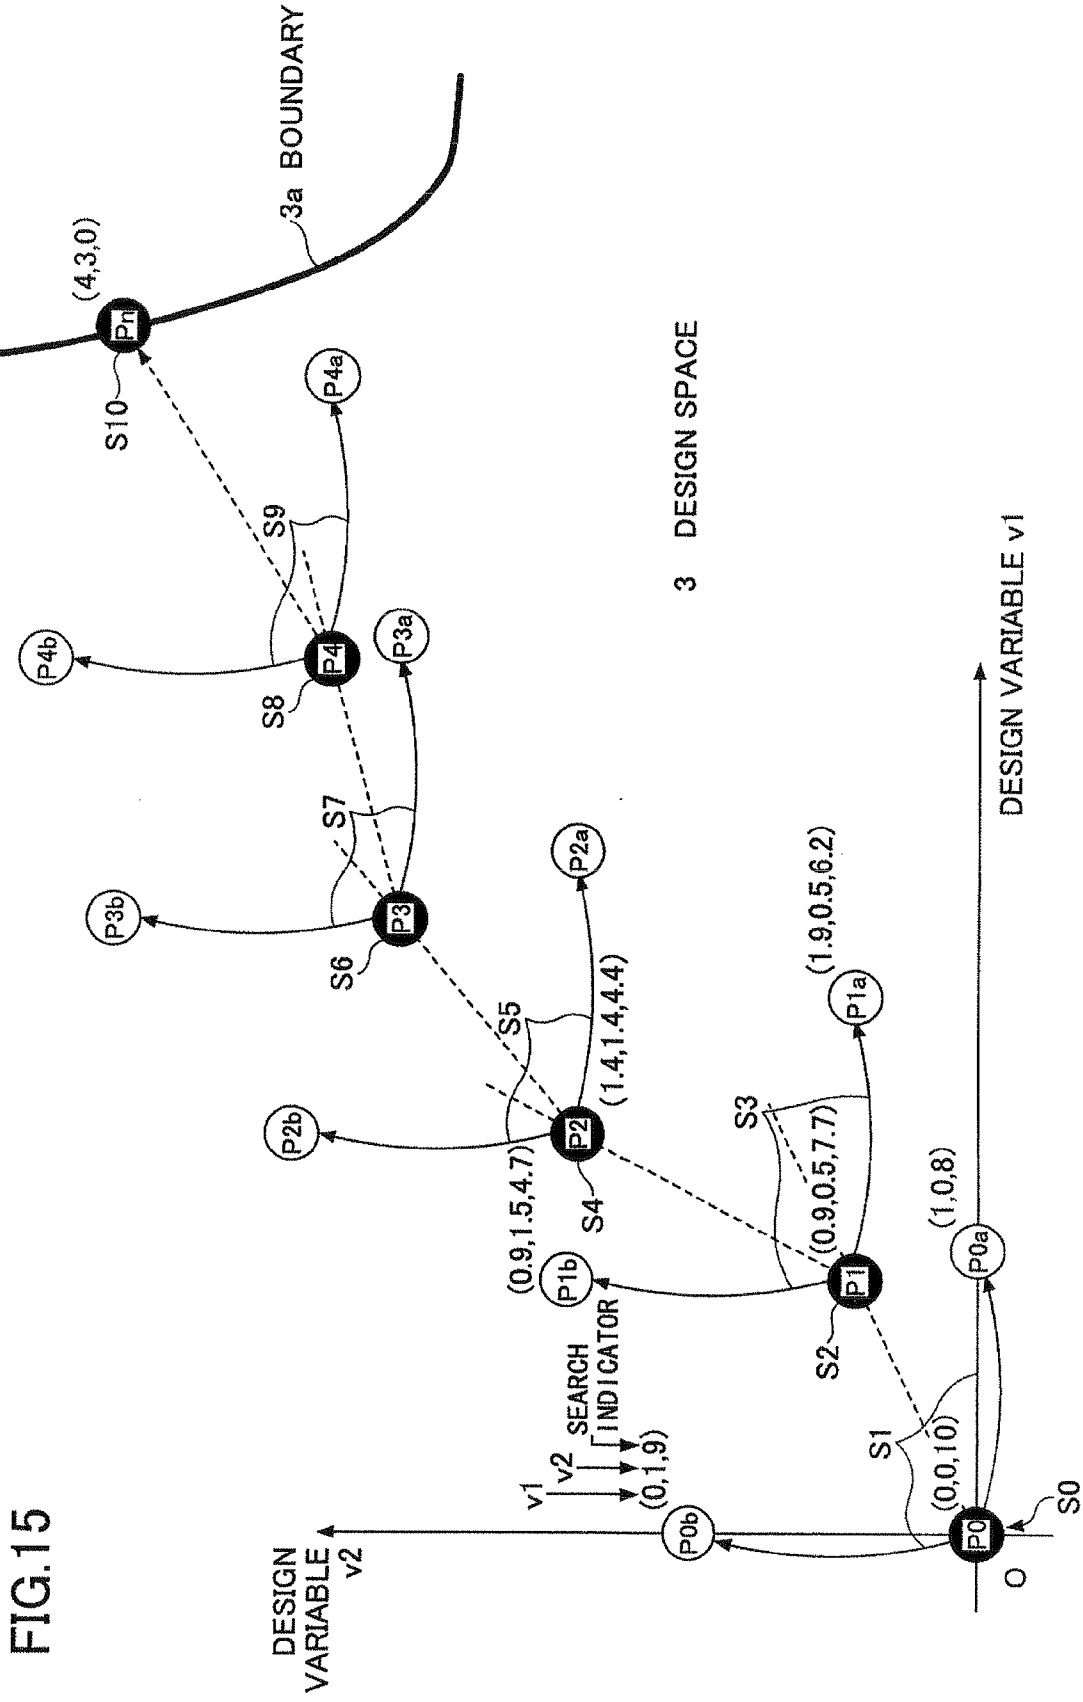 FIG.15
DESIGN
VARIABLE
v2
v1
v2
SEARCH
INDICATOR
(0,1,9)
P0b
S1
(0,0,10)
P0
S0
O
P0a
(1,0,8)
S2
P1
(0.9,0.5,7.7)
P1b
(0.9,1.5,4.7)
S3
P1a
(1.9,0.5,6.2)
S4
P2
(1.4,1.4,4.4)
P2b
S5
P2a
S6
P3
P3b
S7
P3a
S8
P4
P4b
S9
P4a
S10
Pn
(4,3,0)
3a BOUNDARY
3 DESIGN SPACE
DESIGN VARIABLE v1